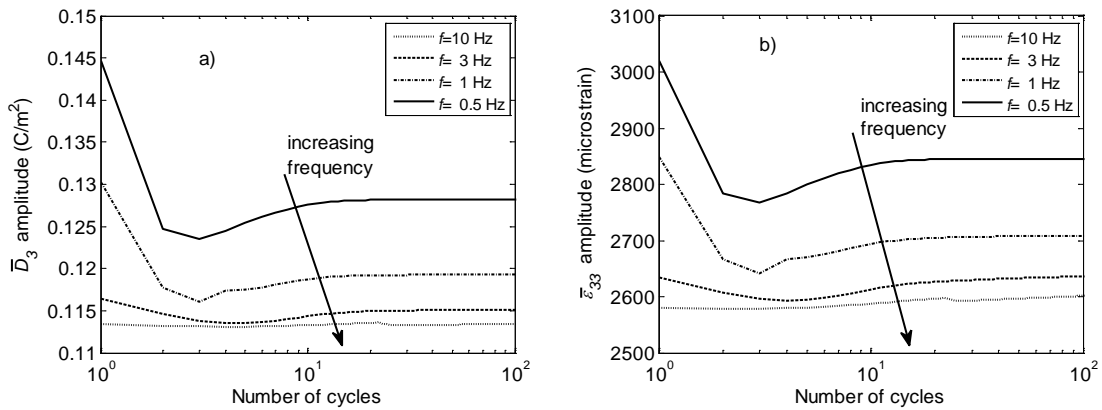 0.15
0.145
0.14
0.135
0.13
0.125
0.12
0.115
0.11
D̅3 amplitude (C/m²)
a)
f=10 Hz
f= 3 Hz
f= 1 Hz
f= 0.5 Hz
increasing
frequency
10⁰
10¹
10²
Number of cycles
3100
3000
2900
2800
2700
2600
2500
ε̅33 amplitude (microstrain)
b)
f=10 Hz
f= 3 Hz
f= 1 Hz
f= 0.5 Hz
increasing
frequency
10⁰
10¹
10²
Number of cycles